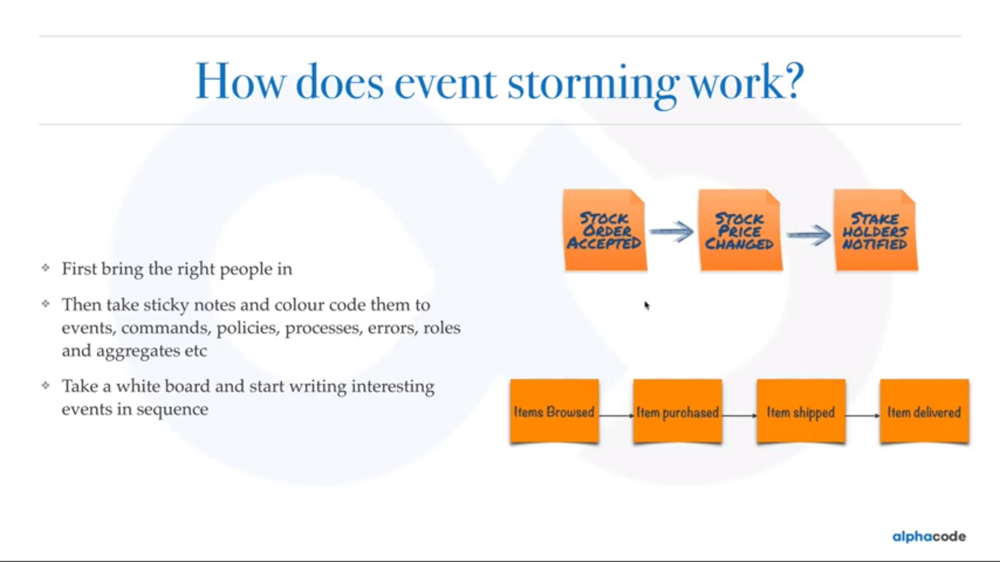 How does event storming work?
First bring the right people in
Then take sticky notes and colour code them to
events, commands, policies, processes, errors, roles
and aggregates etc
Take a white board and start writing interesting
events in sequence
STOCK
ORDER
ACCEPTED
STOCK
PRICE
CHANGED
STAKE
HOLDERS
NOTIFIED
Items Browsed
Item purchased
Item shipped
Item delivered
alphacode